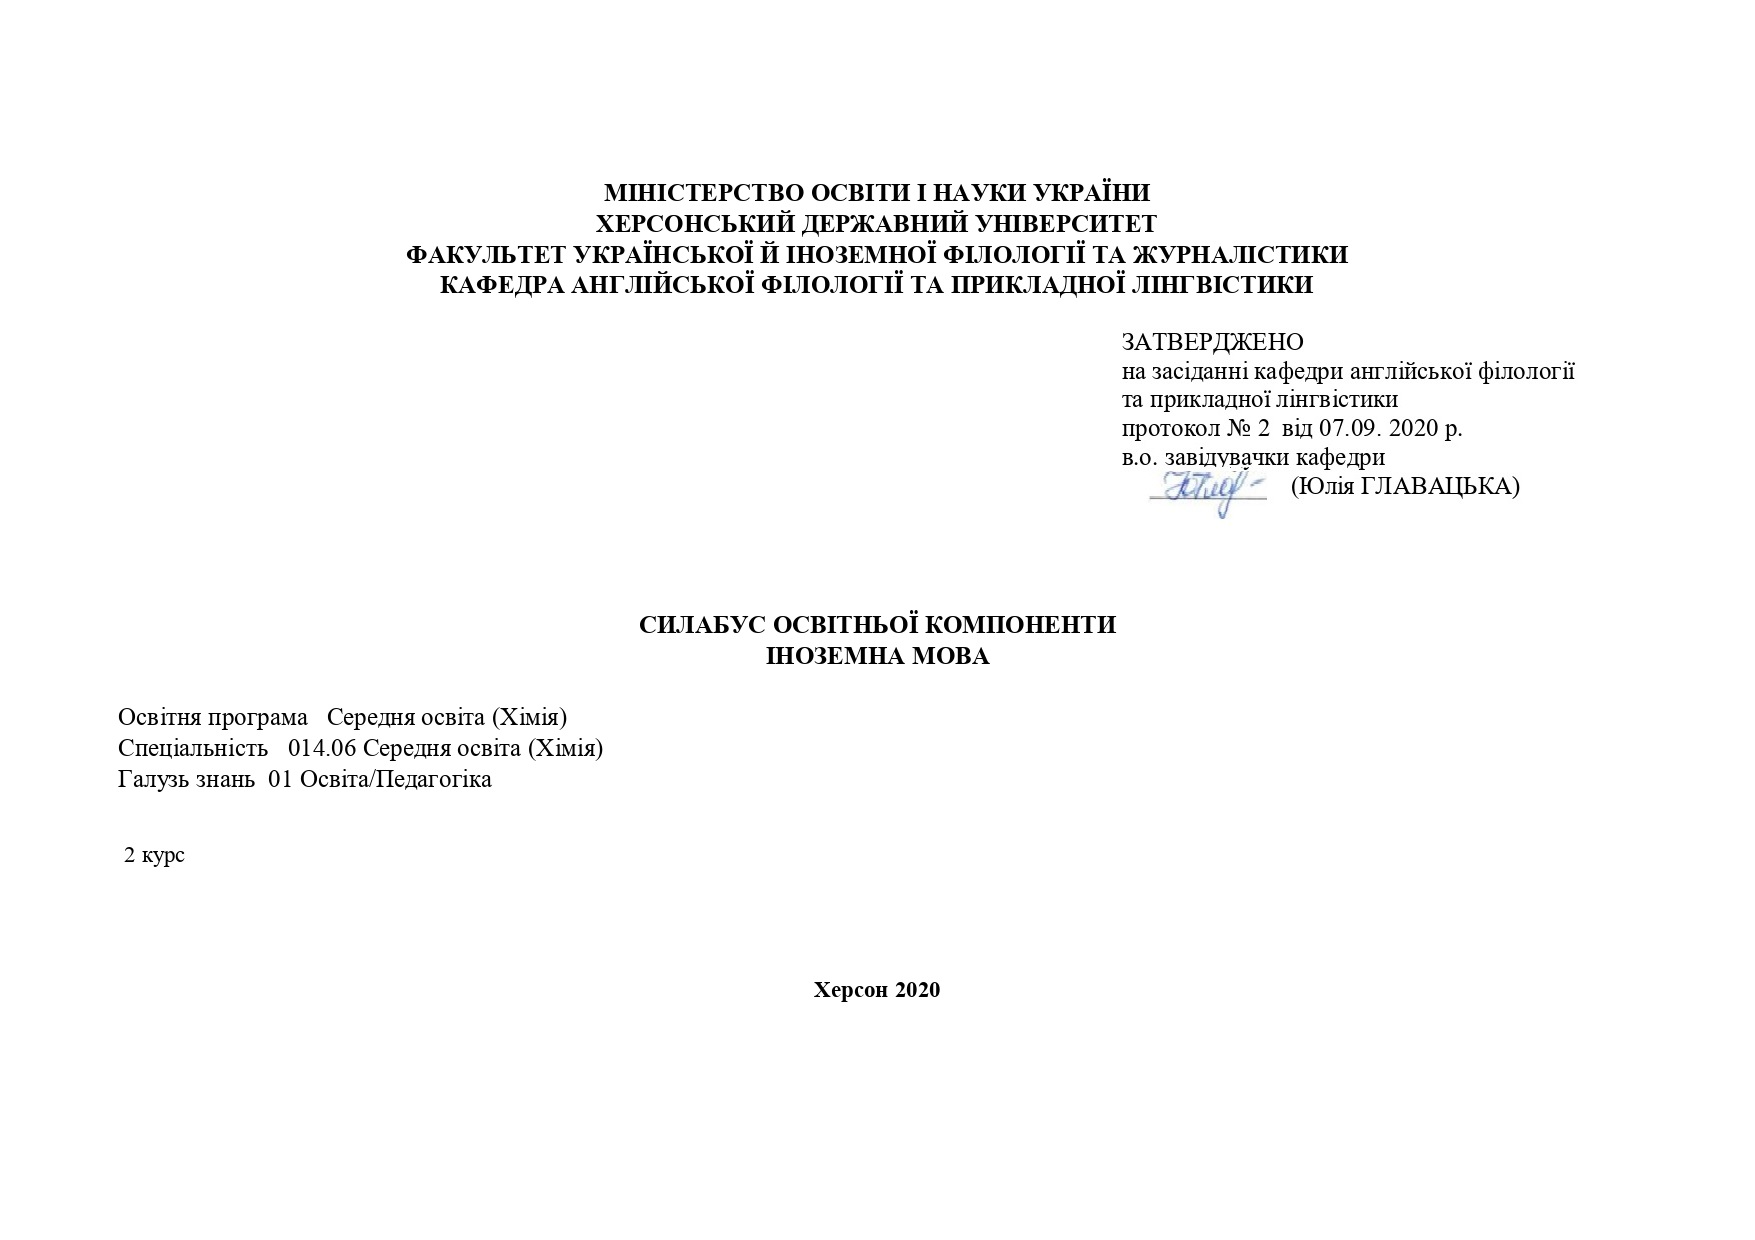 МІНІСТЕРСТВО ОСВІТИ І НАУКИ УКРАЇНИ
ХЕРСОНСЬКИЙ ДЕРЖАВНИЙ УНІВЕРСИТЕТ
ФАКУЛЬТЕТ УКРАЇНСЬКОЇ Й ІНОЗЕМНОЇ ФІЛОЛОГІЇ ТА ЖУРНАЛІСТИКИ
КАФЕДРА АНГЛІЙСЬКОЇ ФІЛОЛОГІЇ ТА ПРИКЛАДНОЇ ЛІНГВІСТИКИ
ЗАТВЕРДЖЕНО
на засіданні кафедри англійської філології
та прикладної лінгвістики
протокол № 2 від 07.09. 2020 р.
в.о. завідувачки кафедри
(Юлія ГЛАВАЦЬКА)
СИЛАБУС ОСВІТНЬОЇ КОМПОНЕНТИ
ІНОЗЕМНА МОВА
Освітня програма Середня освіта (Хімія)
Спеціальність 014.06 Середня освіта (Хімія)
Галузь знань 01 Освіта/Педагогіка
2 курс
Херсон 2020